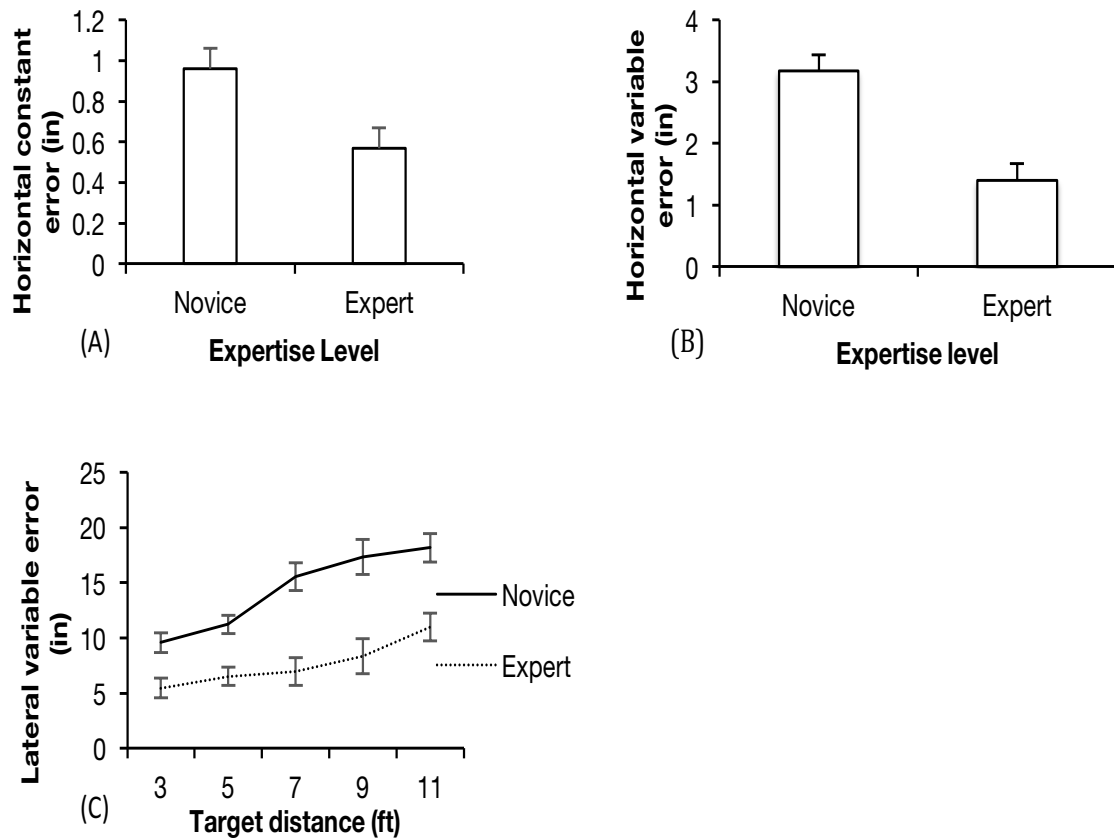 Horizontal constant
error (in)
1.2
1
0.8
0.6
0.4
0.2
0
Novice
Expert
(A)
Expertise Level
Horizontal variable
error (in)
4
3
2
1
0
Novice
Expert
(B)
Expertise level
Lateral variable error
(in)
25
20
15
10
5
0
Novice
Expert
3 5 7 9 11
(C)
Target distance (ft)